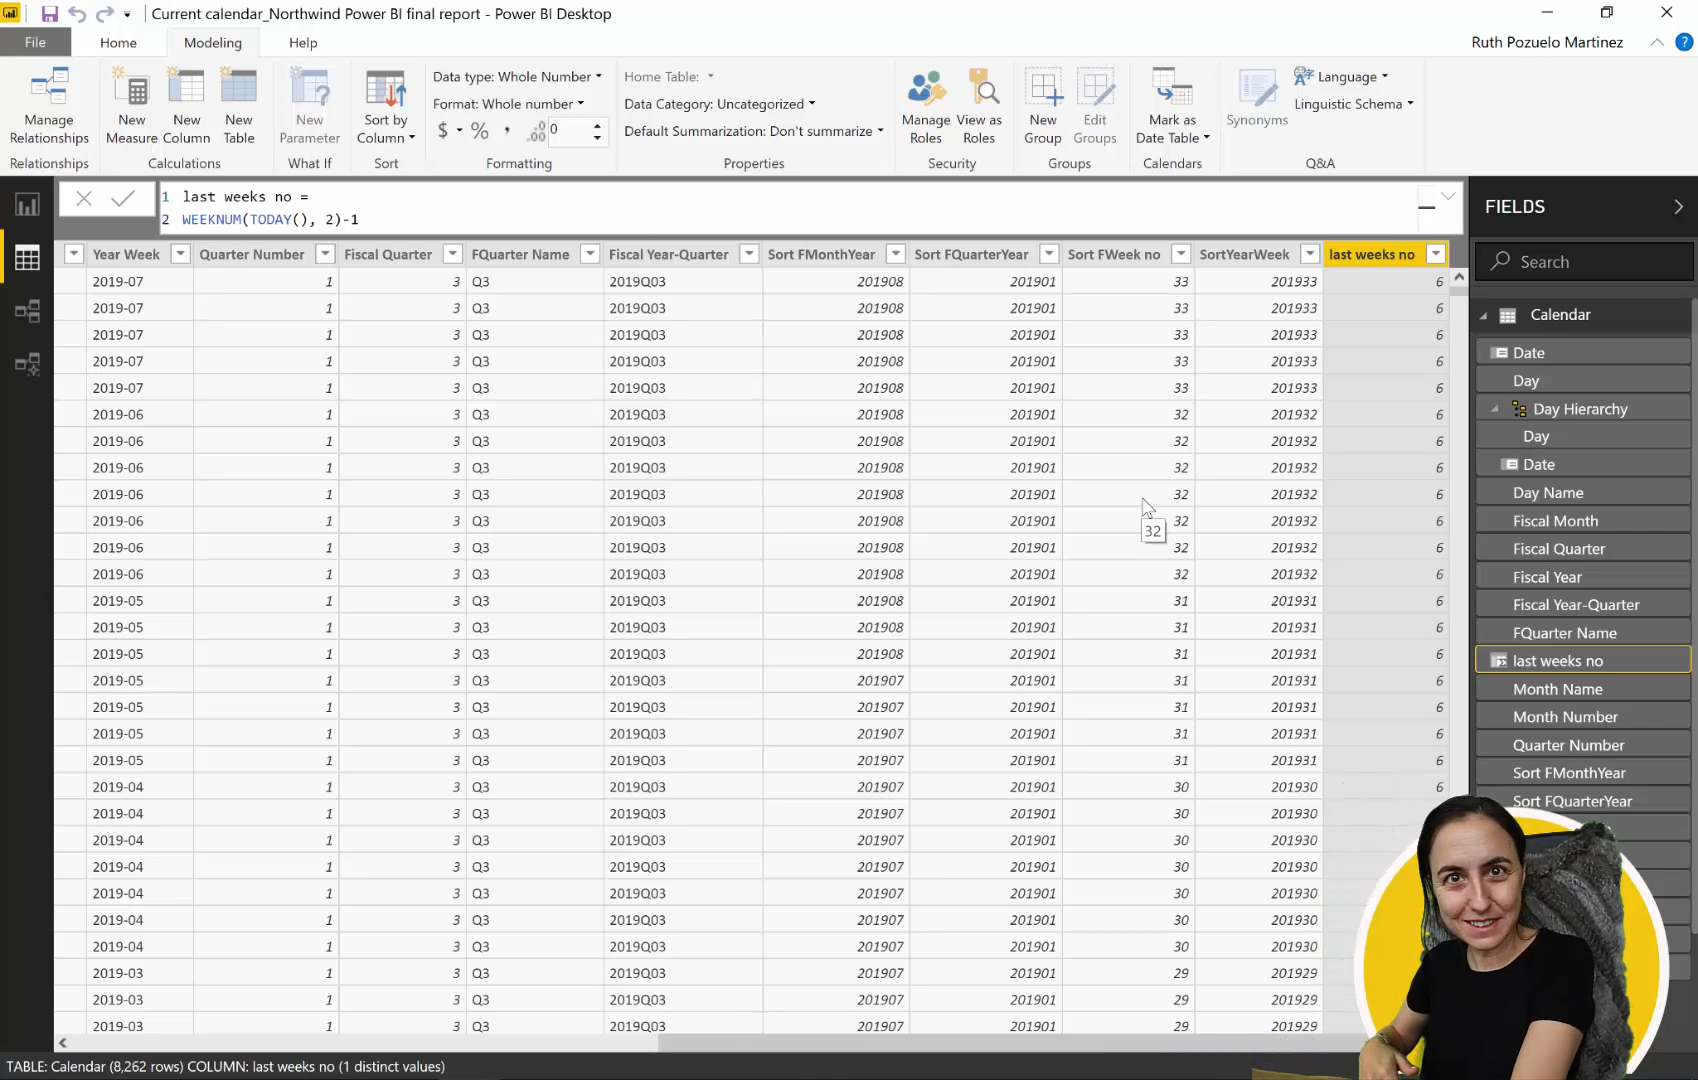 Current calendar_Northwind Power BI final report - Power BI Desktop
File Home Modeling Help Ruth Pozuelo Martinez ?
Manage Relationships
New Measure
New Column
New Table
New Parameter
Sort by Column
Data type: Whole Number
Format: Whole number
$ % , .00 0
Home Table:
Data Category: Uncategorized
Default Summarization: Don't summarize
Manage Roles
View as Roles
New Group
Edit Groups
Mark as Date Table
Synonyms
Language
Linguistic Schema
Relationships Calculations What If Sort Formatting Properties Security Groups Calendars Q&A
1 last weeks no =
2 WEEKNUM(TODAY(), 2)-1
Year Week Quarter Number Fiscal Quarter FQuarter Name Fiscal Year-Quarter Sort FMonthYear Sort FQuarterYear Sort FWeek no SortYearWeek last weeks no
2019-07 1 3 Q3 2019Q03 201908 201901 33 201933 6
2019-07 1 3 Q3 2019Q03 201908 201901 33 201933 6
2019-07 1 3 Q3 2019Q03 201908 201901 33 201933 6
2019-07 1 3 Q3 2019Q03 201908 201901 33 201933 6
2019-07 1 3 Q3 2019Q03 201908 201901 33 201933 6
2019-06 1 3 Q3 2019Q03 201908 201901 32 201932 6
2019-06 1 3 Q3 2019Q03 201908 201901 32 201932 6
2019-06 1 3 Q3 2019Q03 201908 201901 32 201932 6
2019-06 1 3 Q3 2019Q03 201908 201901 32 201932 6
2019-06 1 3 Q3 2019Q03 201908 201901 32 201932 6
32
2019-06 1 3 Q3 2019Q03 201908 201901 32 201932 6
2019-06 1 3 Q3 2019Q03 201908 201901 32 201932 6
2019-05 1 3 Q3 2019Q03 201908 201901 31 201931 6
2019-05 1 3 Q3 2019Q03 201908 201901 31 201931 6
2019-05 1 3 Q3 2019Q03 201908 201901 31 201931 6
2019-05 1 3 Q3 2019Q03 201907 201901 31 201931 6
2019-05 1 3 Q3 2019Q03 201907 201901 31 201931 6
2019-05 1 3 Q3 2019Q03 201907 201901 31 201931 6
2019-05 1 3 Q3 2019Q03 201907 201901 31 201931 6
2019-04 1 3 Q3 2019Q03 201907 201901 30 201930 6
2019-04 1 3 Q3 2019Q03 201907 201901 30 201930
2019-04 1 3 Q3 2019Q03 201907 201901 30 201930
2019-04 1 3 Q3 2019Q03 201907 201901 30 201930
2019-04 1 3 Q3 2019Q03 201907 201901 30 201930
2019-04 1 3 Q3 2019Q03 201907 201901 30 201930
2019-04 1 3 Q3 2019Q03 201907 201901 30 201930
2019-03 1 3 Q3 2019Q03 201907 201901 29 201929
2019-03 1 3 Q3 2019Q03 201907 201901 29 201929
2019-03 1 3 Q3 2019Q03 201907 201901 29 201929
FIELDS
Search
Calendar
Date
Day
Day Hierarchy
Day
Date
Day Name
Fiscal Month
Fiscal Quarter
Fiscal Year
Fiscal Year-Quarter
FQuarter Name
last weeks no
Month Name
Month Number
Quarter Number
Sort FMonthYear
Sort FQuarterYear
TABLE: Calendar (8,262 rows) COLUMN: last weeks no (1 distinct values)